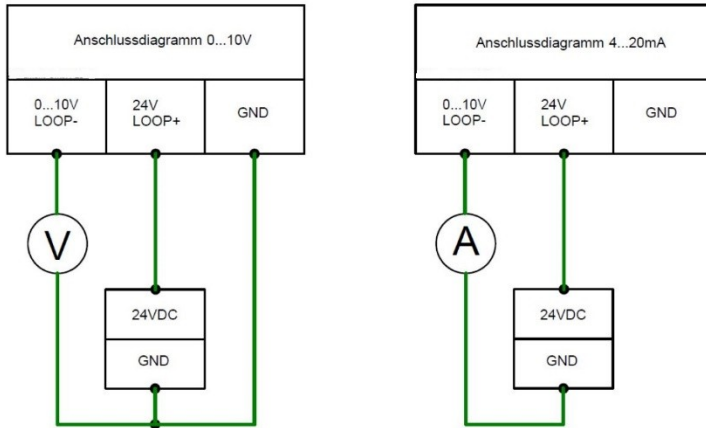 Anschlussdiagramm 0...10V
0...10V
LOOP-
24V
LOOP+
GND
V
24VDC
GND
Anschlussdiagramm 4...20mA
0...10V
LOOP-
24V
LOOP+
GND
A
24VDC
GND